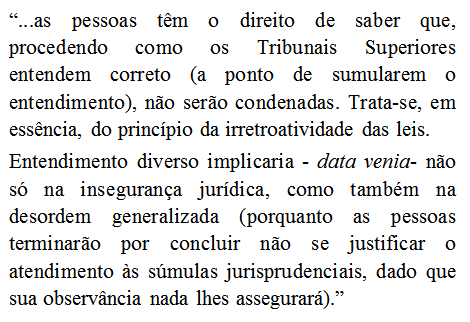 “...as pessoas têm o direito de saber que,
procedendo como os Tribunais Superiores
entendem correto (a ponto de sumularem o
entendimento), não serão condenadas. Trata-se, em
essência, do princípio da irretroatividade das leis.
Entendimento diverso implicaria - data venia- não
só na insegurança jurídica, como também na
desordem generalizada (porquanto as pessoas
terminarão por concluir não se justificar o
atendimento às súmulas jurisprudenciais, dado que
sua observância nada lhes assegurará).”